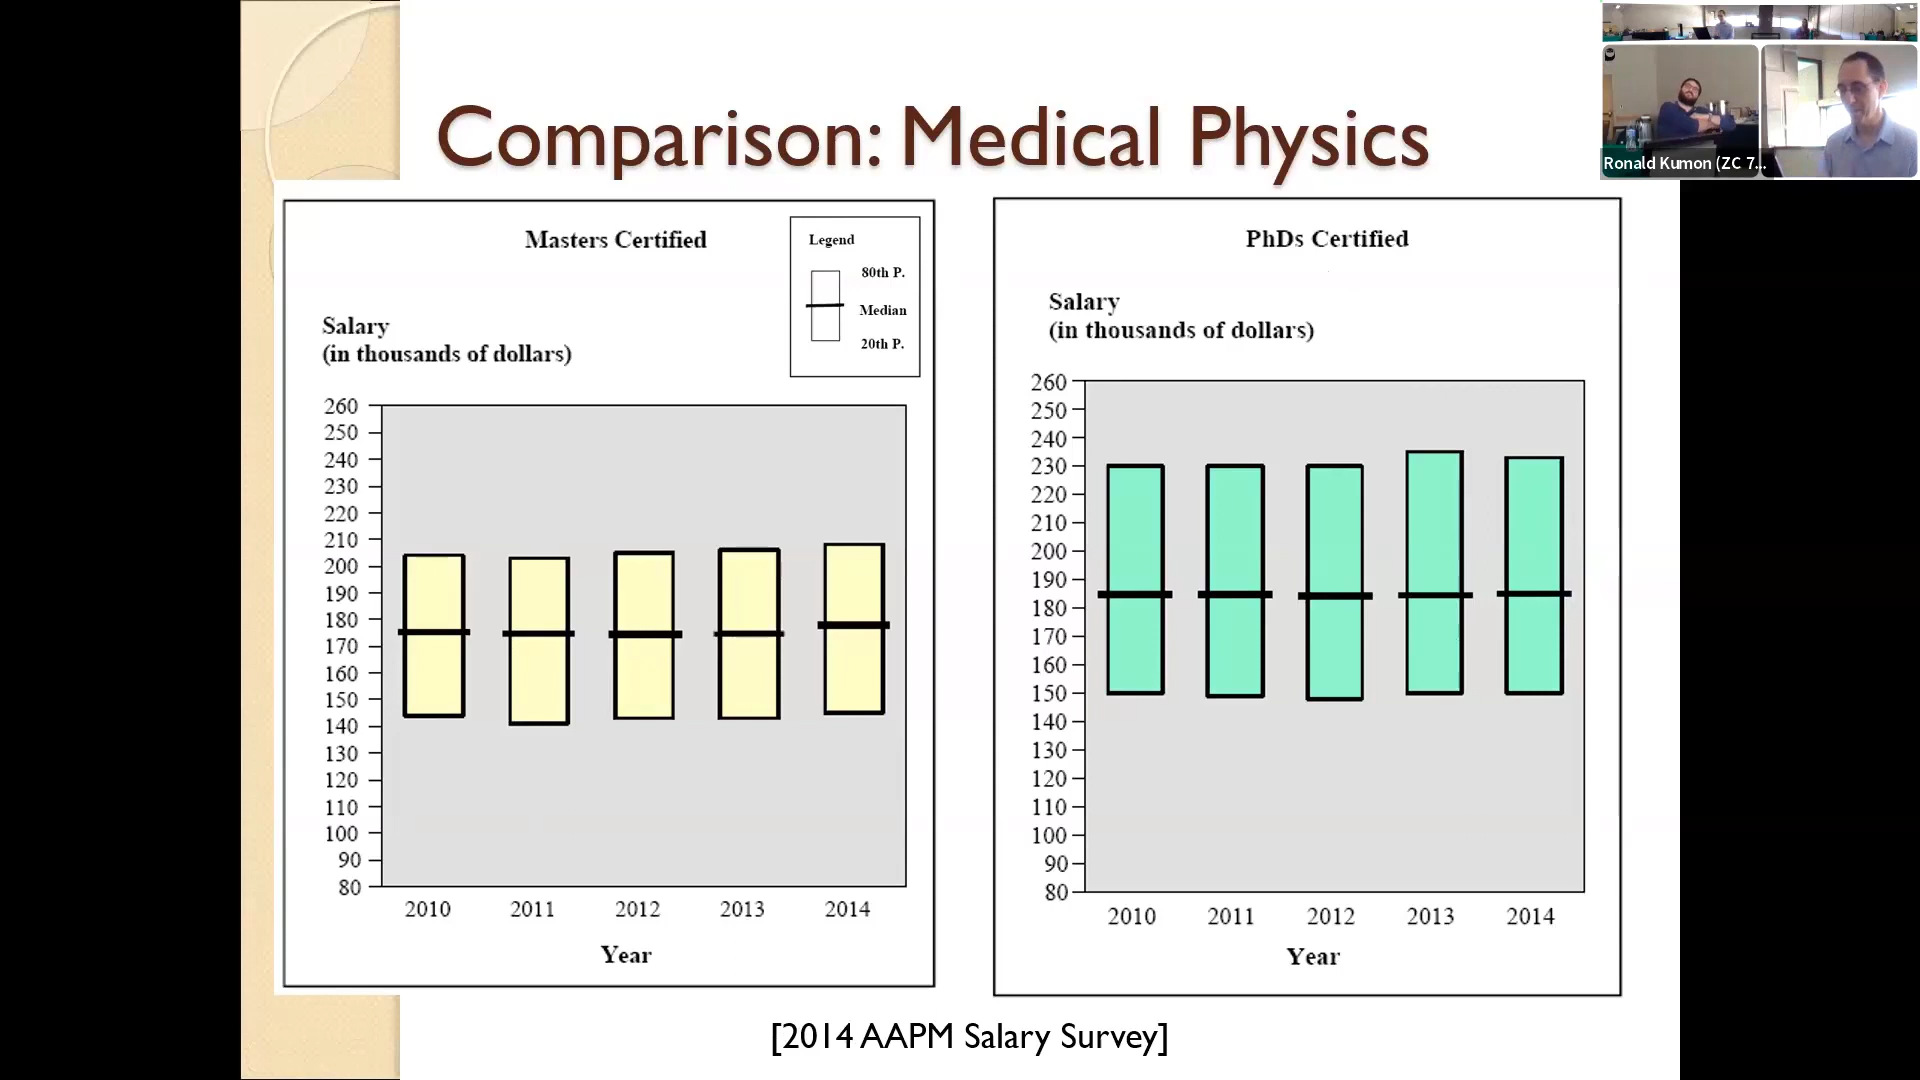 Comparison: Medical Physics
Ronald Kumon (ZC 7...
Masters Certified
Legend
80th P.
Median
20th P.
Salary
(in thousands of dollars)
260
250
240
230
220
210
200
190
180
170
160
150
140
130
120
110
100
90
80
2010 2011 2012 2013 2014
Year
PhDs Certified
Salary
(in thousands of dollars)
260
250
240
230
220
210
200
190
180
170
160
150
140
130
120
110
100
90
80
2010 2011 2012 2013 2014
Year
[2014 AAPM Salary Survey]